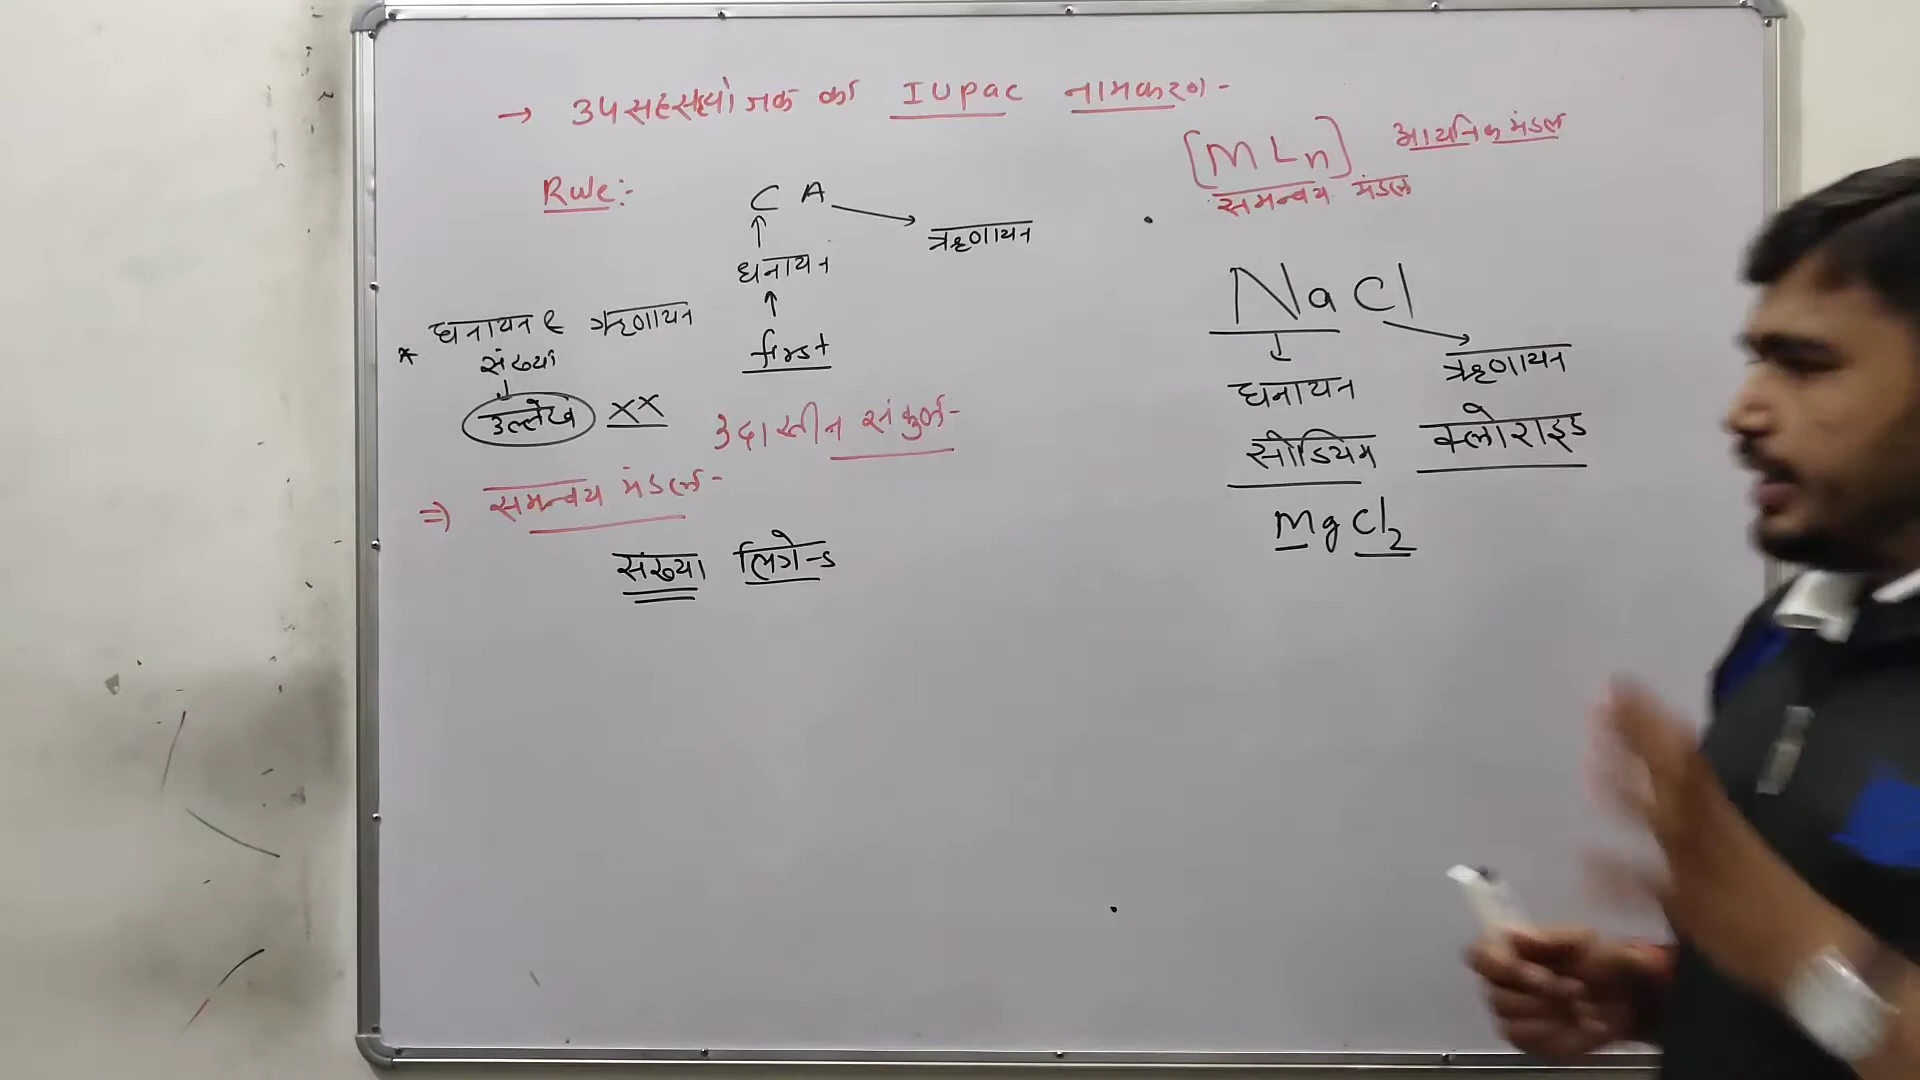 → उपसहसंयोजक का IUPAC नामकरण -
[MLn] आयनिक मंडल
समन्वय मंडल
Rule:-
C A → ऋणायन
↑
धनायन
↑
first
* धनायन ও ऋणायन
संख्या
↓
उल्लेख XX
उदासीन संकुल -
⇒ समन्वय मंडल -
संख्या लिगेन्ड
NaCl
धनायन ऋणायन
सोडियम क्लोराइड
MgCl2